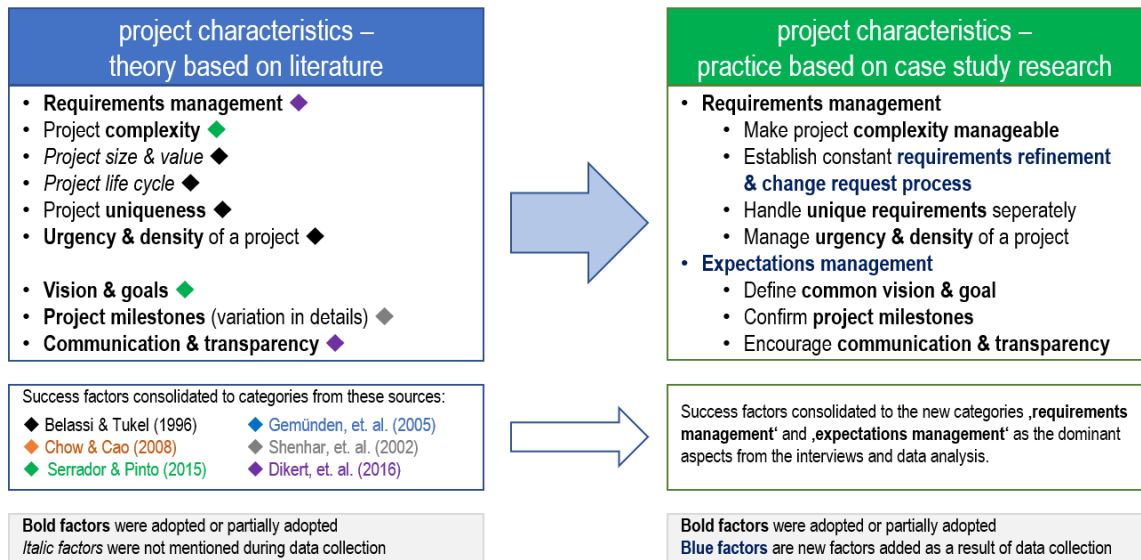 project characteristics –
theory based on literature
• Requirements management ◆
• Project complexity ◆
• Project size & value ◆
• Project life cycle ◆
• Project uniqueness ◆
• Urgency & density of a project ◆
• Vision & goals ◆
• Project milestones (variation in details) ◆
• Communication & transparency ◆
Success factors consolidated to categories from these sources:
◆ Belassi & Tukel (1996) ◆ Gemünden, et. al. (2005)
◆ Chow & Cao (2008) ◆ Shenhar, et. al. (2002)
◆ Serrador & Pinto (2015) ◆ Dikert, et. al. (2016)
Bold factors were adopted or partially adopted
Italic factors were not mentioned during data collection
project characteristics –
practice based on case study research
• Requirements management
• Make project complexity manageable
• Establish constant requirements refinement
& change request process
• Handle unique requirements seperately
• Manage urgency & density of a project
• Expectations management
• Define common vision & goal
• Confirm project milestones
• Encourage communication & transparency
Success factors consolidated to the new categories ‚requirements
management‘ and ‚expectations management‘ as the dominant
aspects from the interviews and data analysis.
Bold factors were adopted or partially adopted
Blue factors are new factors added as a result of data collection